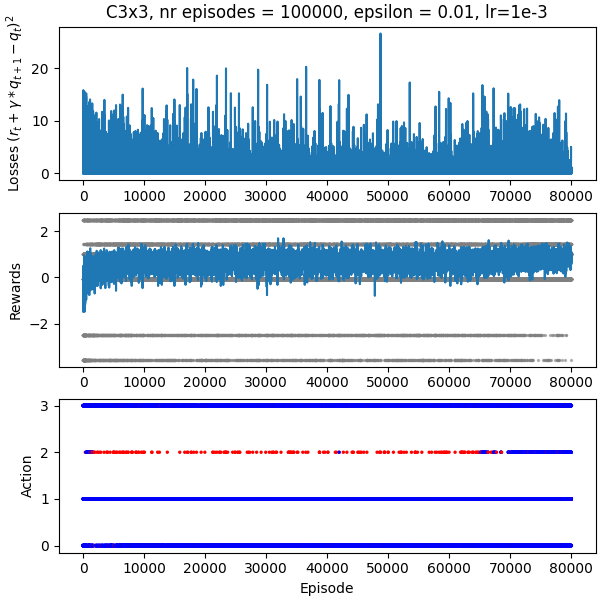 C3x3, nr episodes = 100000, epsilon = 0.01, lr=1e-3
Losses $(r_t + \gamma * q_{t+1} - q_t)^2$
20
10
0
0 10000 20000 30000 40000 50000 60000 70000 80000
Rewards
2
0
−2
0 10000 20000 30000 40000 50000 60000 70000 80000
Action
3
2
1
0
0 10000 20000 30000 40000 50000 60000 70000 80000
Episode